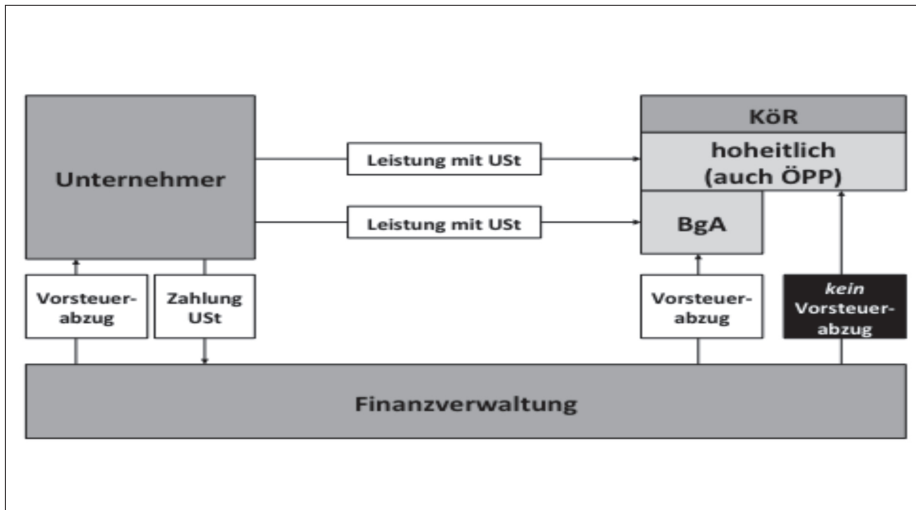 KöR
hoheitlich
(auch ÖPP)
Unternehmer
Leistung mit USt
Leistung mit USt
BgA
Vorsteuer-
abzug
Zahlung
USt
Vorsteuer-
abzug
kein
Vorsteuer-
abzug
Finanzverwaltung